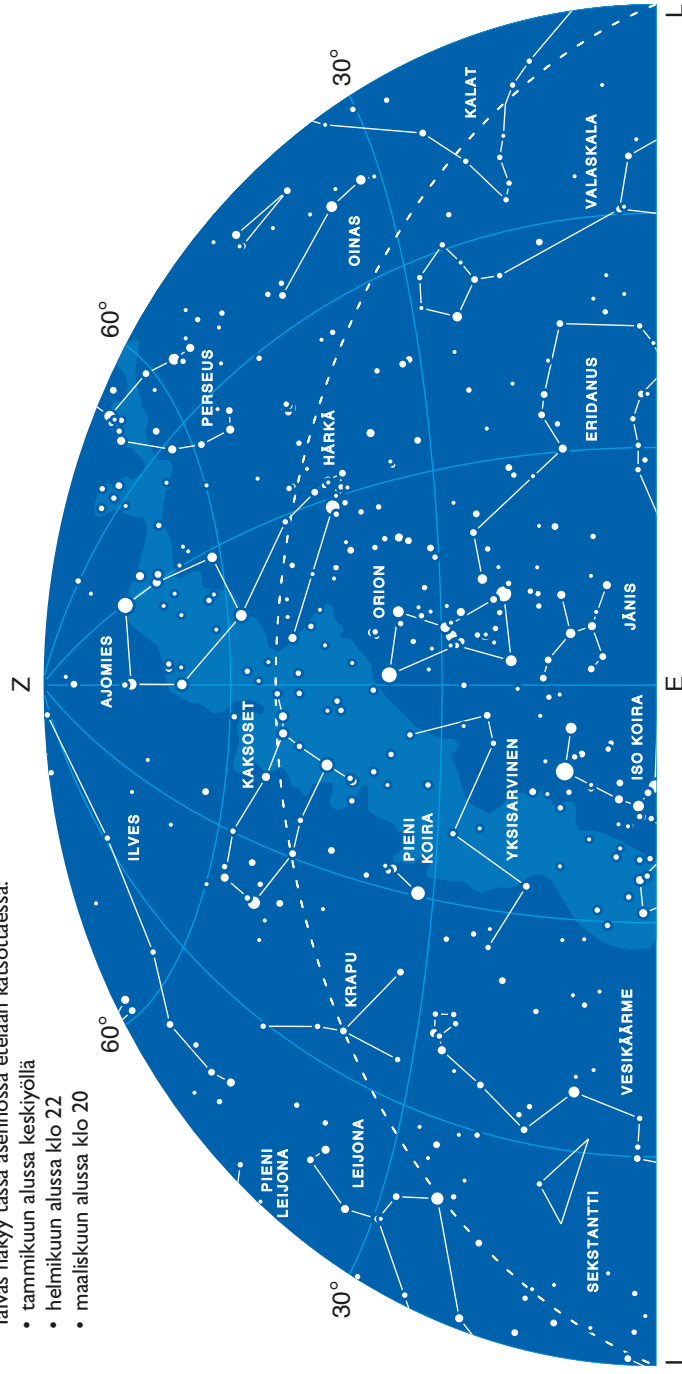 Taivas näkyy tässä asennossa etelään katsottaessa:
• tammikuun alussa keskiyöllä
• helmikuun alussa klo 22
• maaliskuun alussa klo 20
Z
60°
60°
30°
30°
ILVES
AJOMIES
PERSEUS
OINAS
KALAT
VALASKALA
HÄRKÄ
KAKSOSET
ORION
ERIDANUS
JÄNIS
PIENI
LEIJONA
LEIJONA
KRAPU
PIENI
KOIRA
YKSISARVINEN
ISO KOIRA
VESIKÄÄRME
SEKSTANTTI
I
E
L